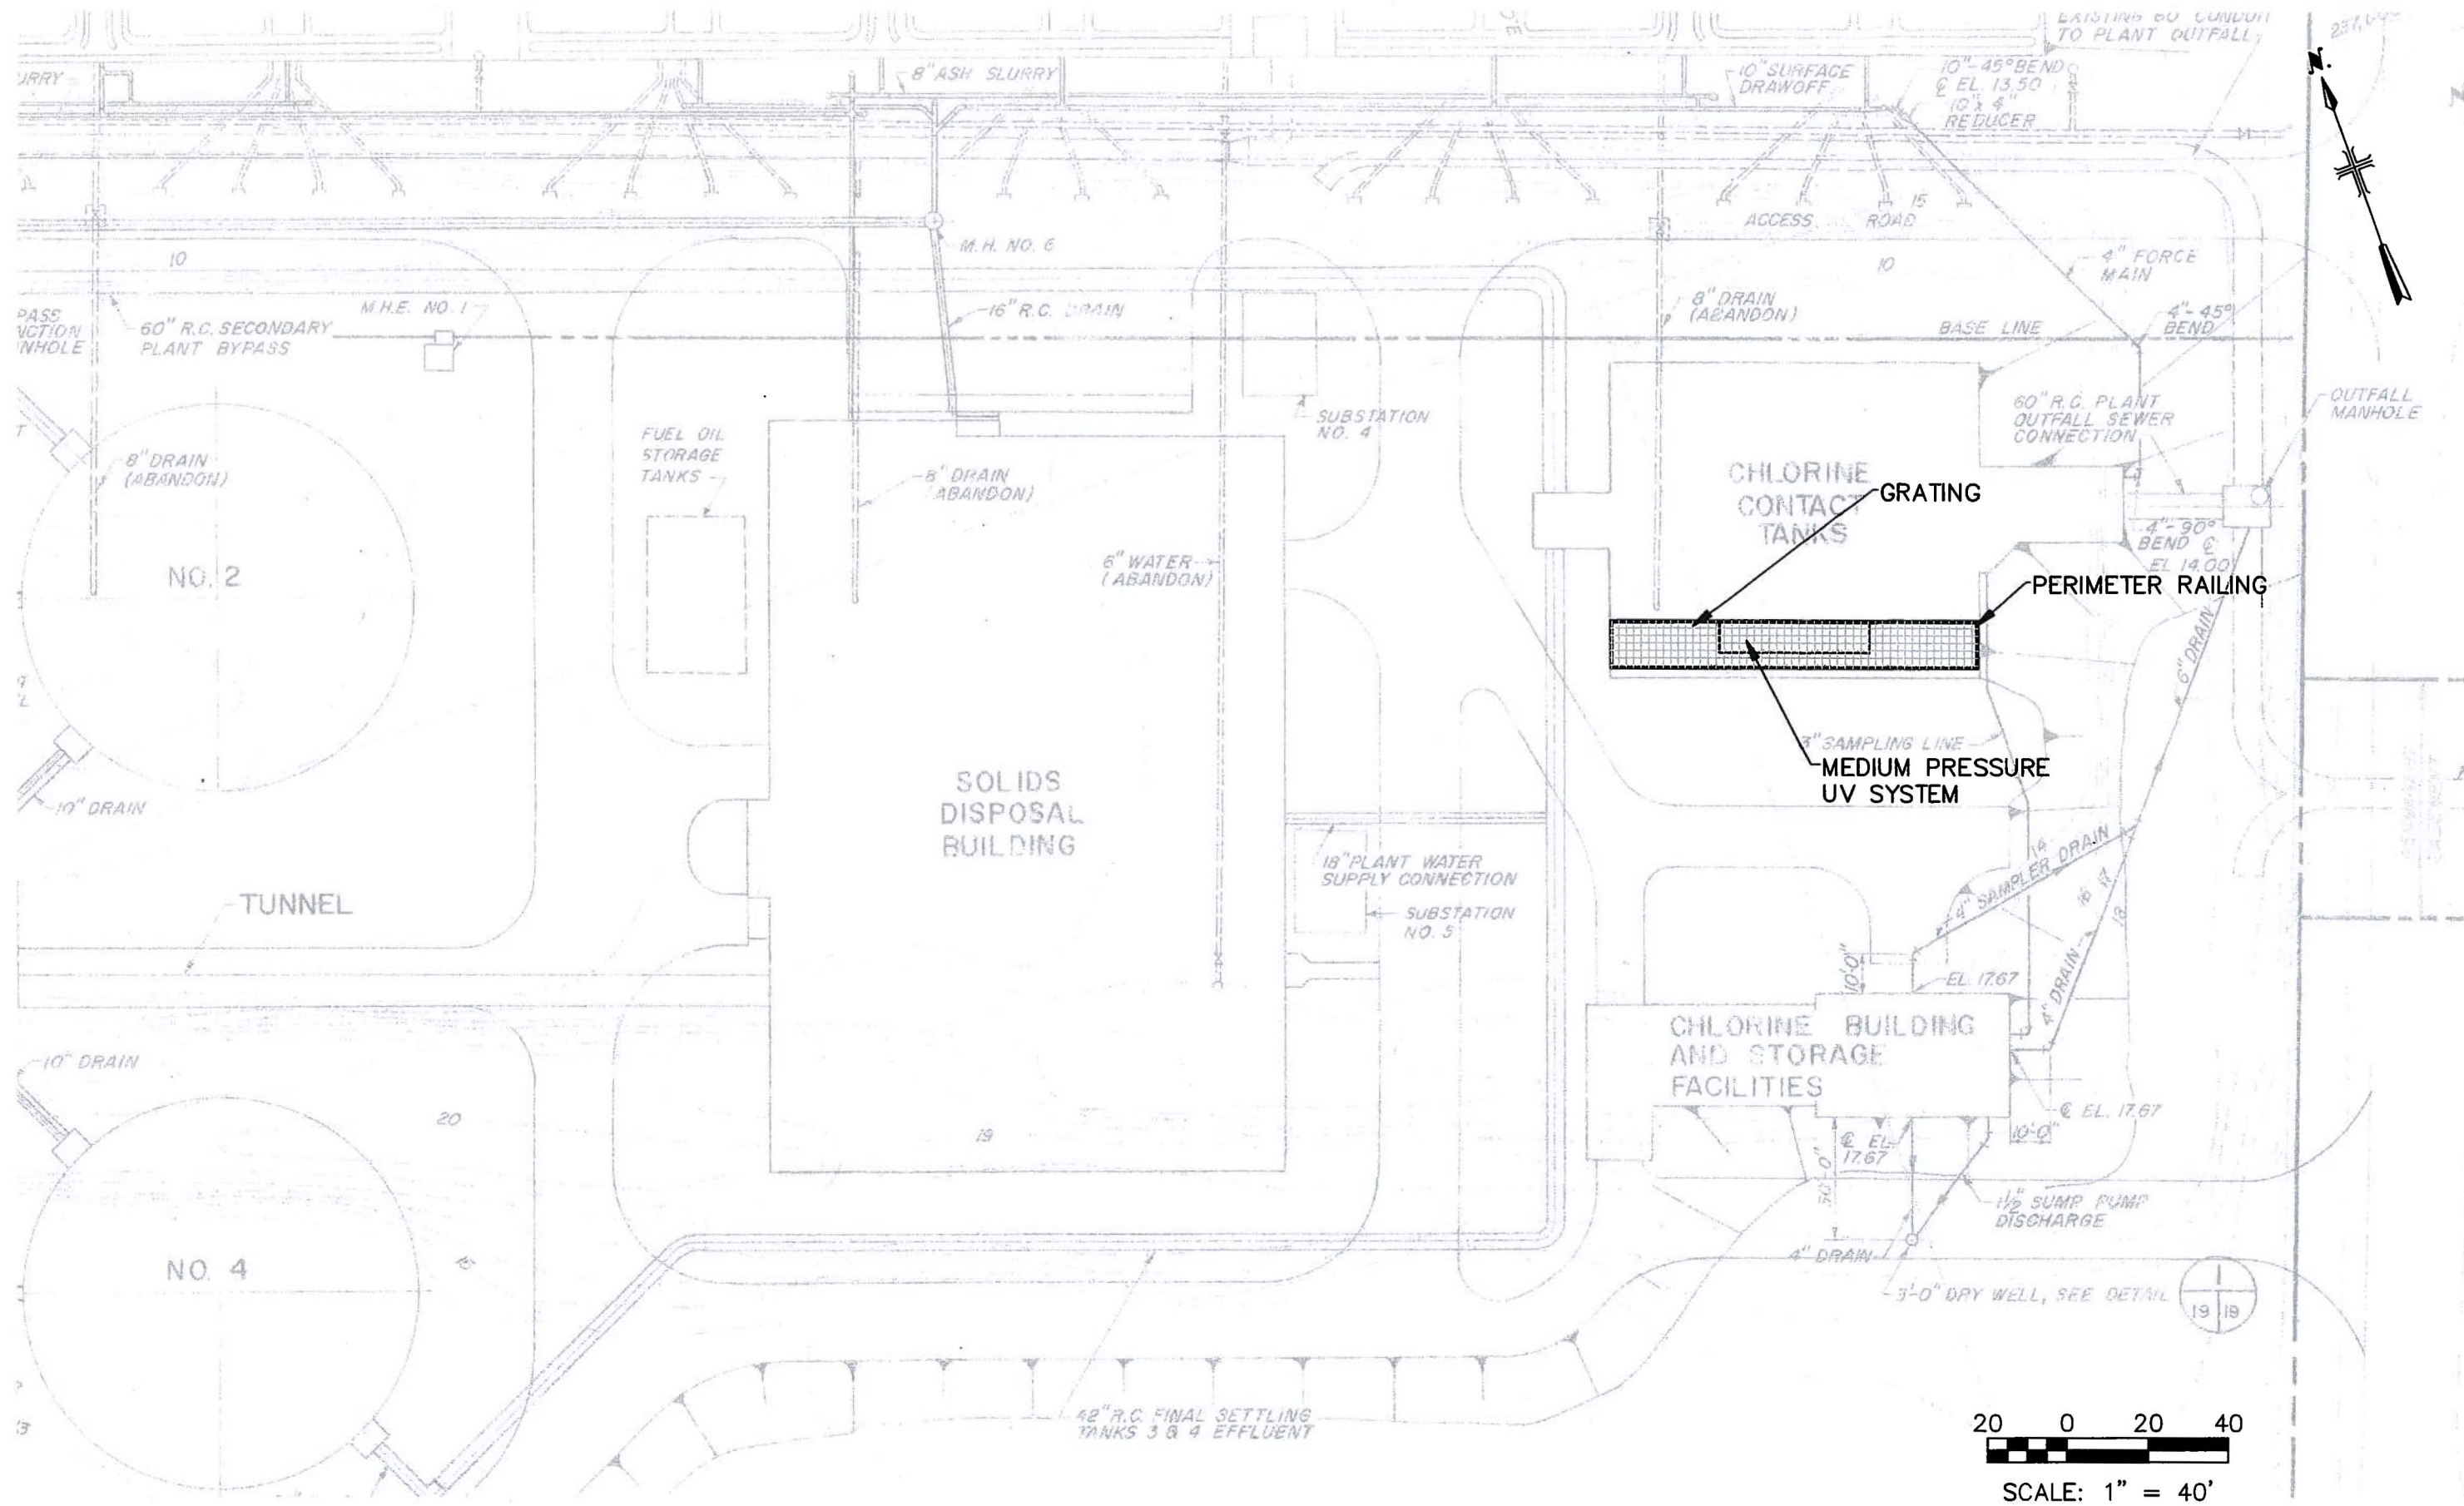 EXISTING 60" CONDUIT
TO PLANT OUTFALL
8" ASH SLURRY
10" SURFACE
DRAWOFF
10"-45° BEND
℄ EL. 13.50
10" x 4"
REDUCER
N.
15
ACCESS ROAD
M.H. NO. 6
10
10
4" FORCE
MAIN
M.H.E. NO. 1
16" R.C. DRAIN
8" DRAIN
(ABANDON)
4"-45°
BEND
BASE LINE
60" R.C. SECONDARY
PLANT BYPASS
OUTFALL
MANHOLE
60" R.C. PLANT
OUTFALL SEWER
CONNECTION
SUBSTATION
NO. 4
FUEL OIL
STORAGE
TANKS
8" DRAIN
(ABANDON)
8" DRAIN
(ABANDON)
CHLORINE
CONTACT
TANKS
GRATING
4"-90°
BEND ℄
EL 14.00
6" WATER
(ABANDON)
NO. 2
PERIMETER RAILING
6" DRAIN
3" SAMPLING LINE
MEDIUM PRESSURE
UV SYSTEM
SOLIDS
DISPOSAL
BUILDING
10" DRAIN
14
4" SAMPLER DRAIN
18" PLANT WATER
SUPPLY CONNECTION
16
17
18
TUNNEL
SUBSTATION
NO. 5
10'-0"
EL. 17.67
4" DRAIN
CHLORINE BUILDING
AND STORAGE
FACILITIES
10" DRAIN
℄ EL. 17.67
20
19
℄ EL
17.67
10'-0"
1½" SUMP PUMP
DISCHARGE
4" DRAIN
NO. 4
3'-0" DRY WELL, SEE DETAIL
1
19 19
42" R.C. FINAL SETTLING
TANKS 3 & 4 EFFLUENT
20 0 20 40
SCALE: 1" = 40'